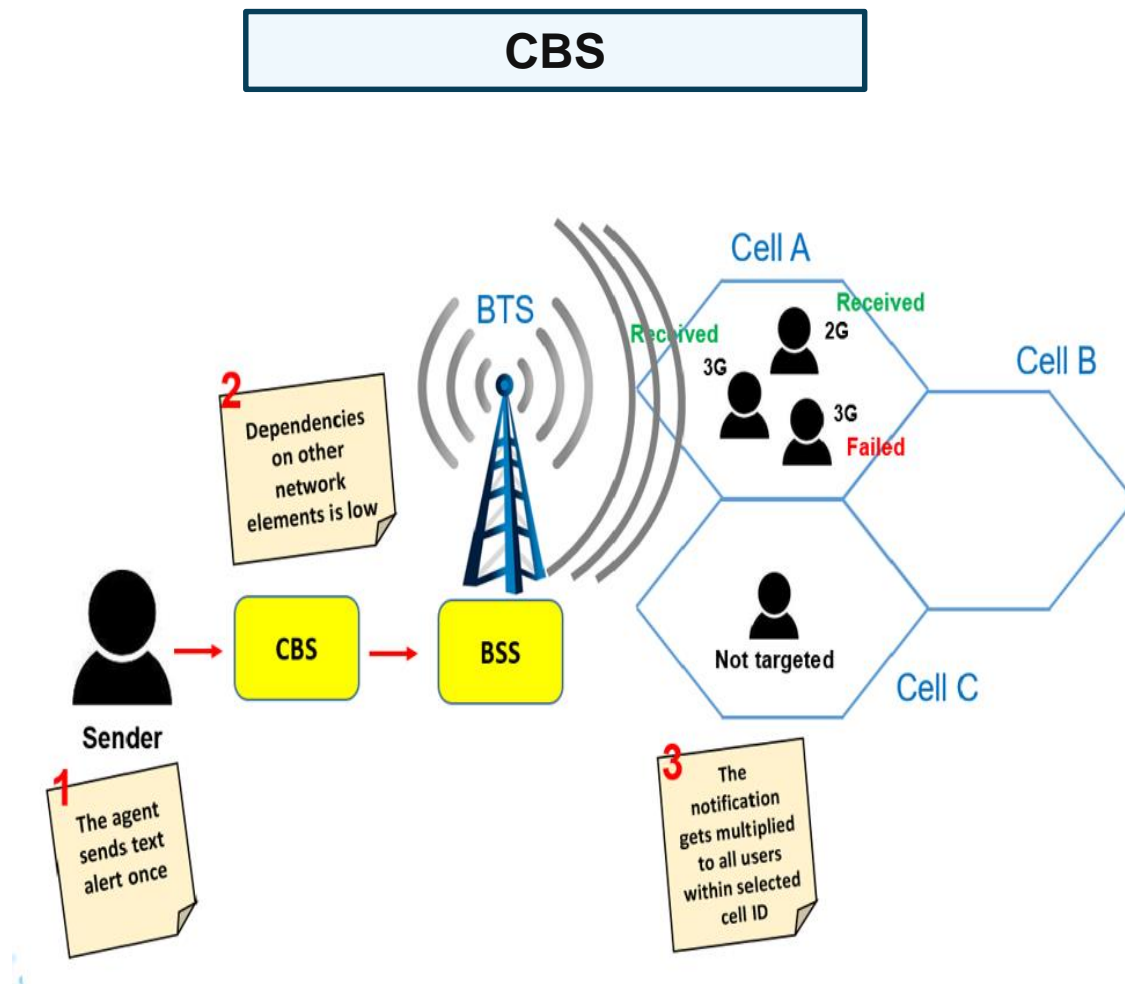 CBS
Cell A
Received
BTS
Received
2G
3G
Cell B
3G
Failed
2
Dependencies
on other
network
elements is low
CBS
BSS
Not targeted
Cell C
Sender
1
The agent
sends text
alert once
3
The
notification
gets multiplied
to all users
within selected
cell ID